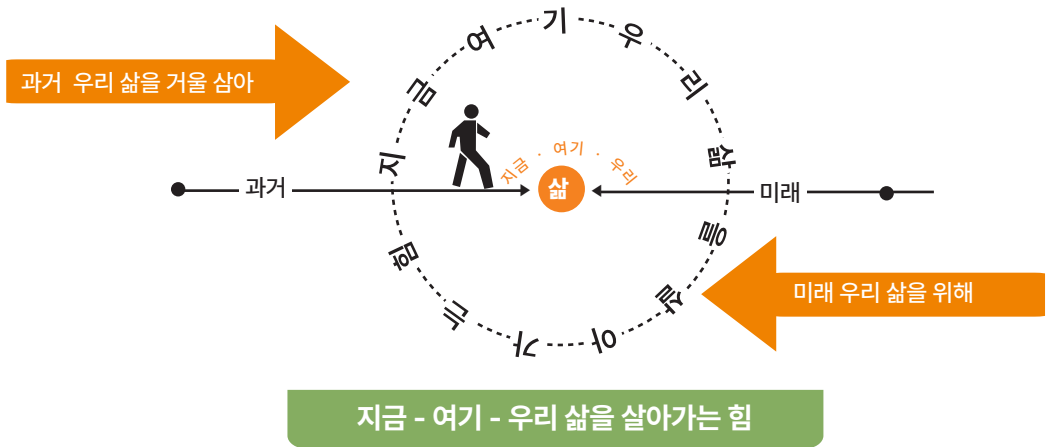 과거 우리 삶을 거울 삼아
지금여기우리삶을살아가는힘
지금 · 여기 · 우리
과거
삶
미래
미래 우리 삶을 위해
지금 - 여기 - 우리 삶을 살아가는 힘